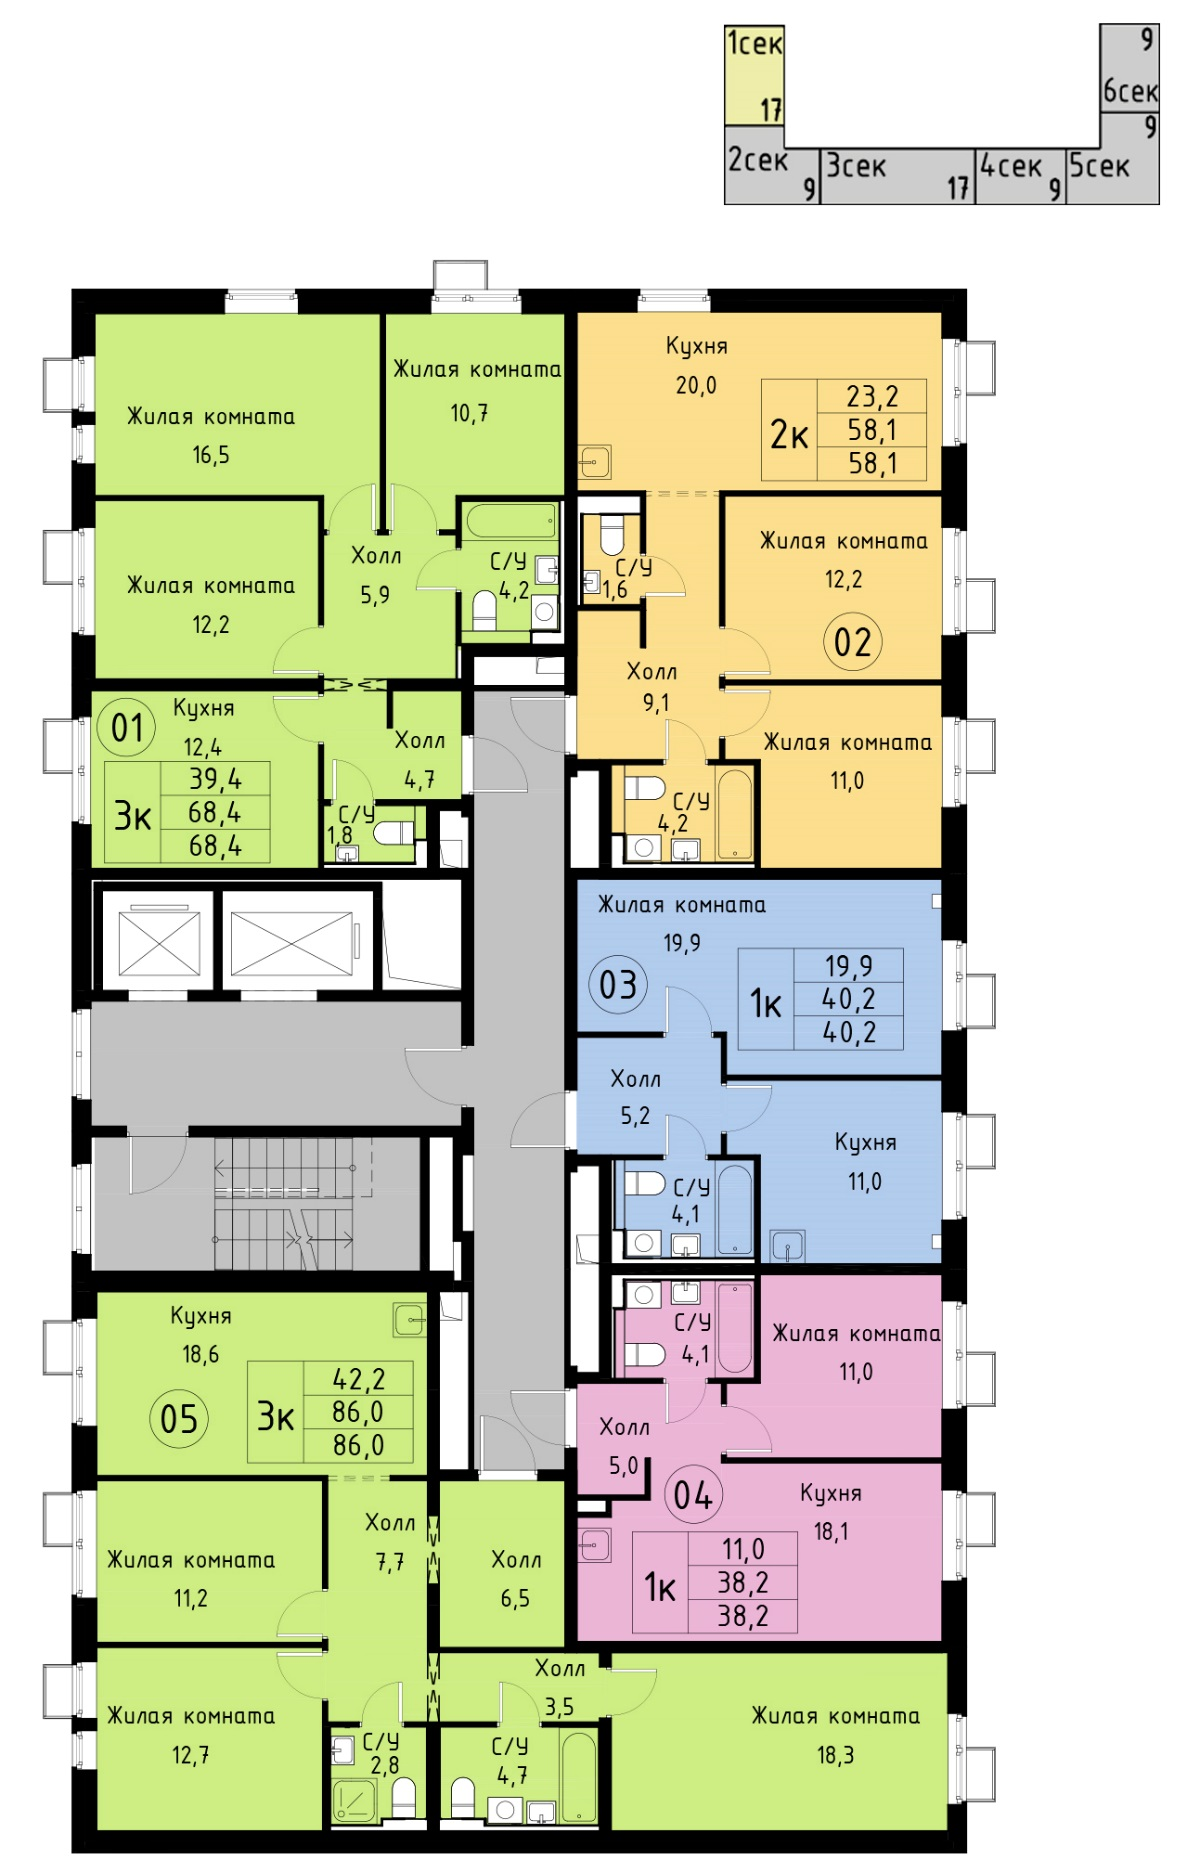 1сек
17
2сек
9
3сек
17
4сек
9
5сек
9
6сек
9
Жилая комната
16,5
Жилая комната
10,7
Жилая комната
12,2
Холл
5,9
С/У
4,2
01
Кухня
12,4
3к
39,4
68,4
68,4
Холл
4,7
С/У
1,8
Кухня
20,0
2к
23,2
58,1
58,1
С/У
1,6
Жилая комната
12,2
02
Холл
9,1
Жилая комната
11,0
С/У
4,2
Жилая комната
19,9
03
1к
19,9
40,2
40,2
Холл
5,2
Кухня
11,0
С/У
4,1
С/У
4,1
Жилая комната
11,0
Холл
5,0
04
Кухня
18,1
1к
11,0
38,2
38,2
Кухня
18,6
05
3к
42,2
86,0
86,0
Холл
7,7
Жилая комната
11,2
Холл
6,5
Жилая комната
12,7
Холл
3,5
С/У
2,8
С/У
4,7
Жилая комната
18,3